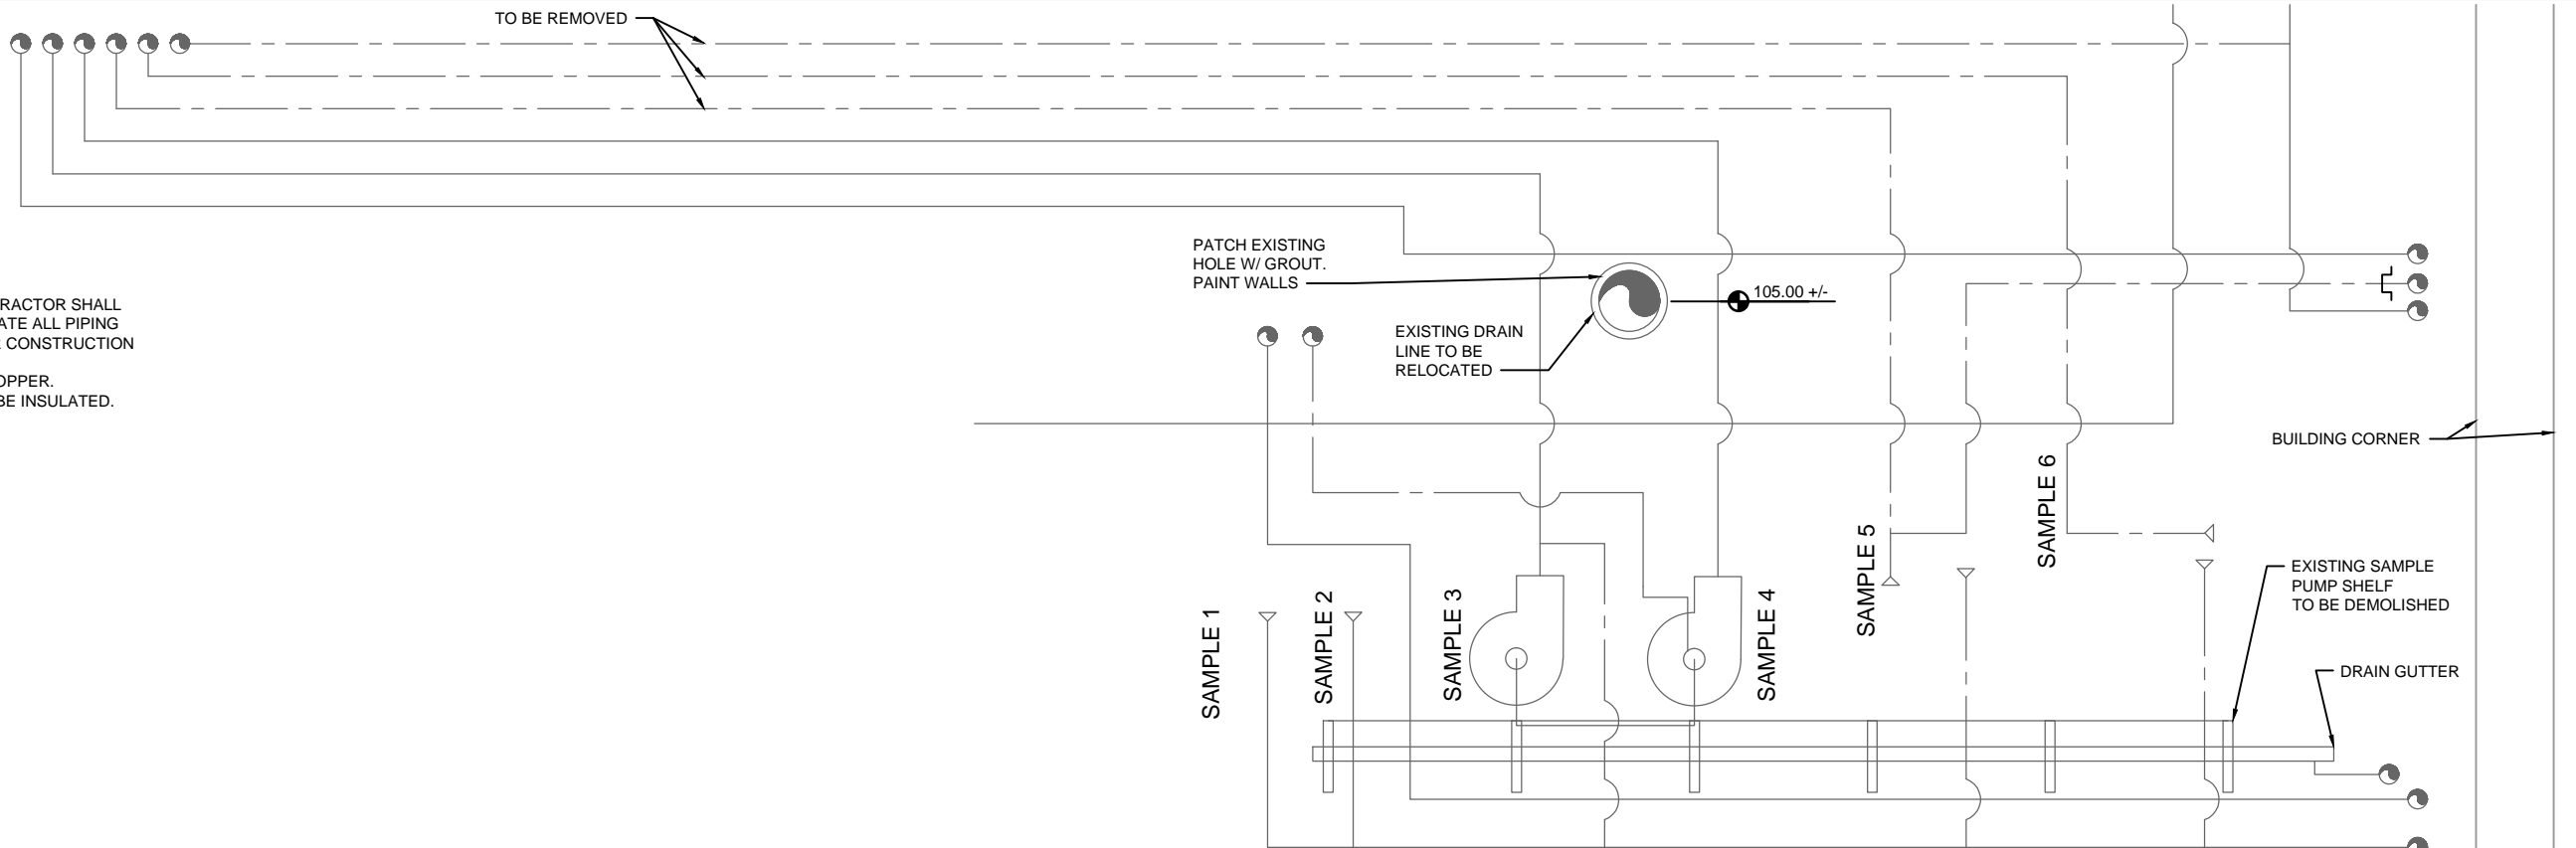 TO BE REMOVED
PATCH EXISTING
HOLE W/ GROUT.
PAINT WALLS
105.00 +/-
RACTOR SHALL
ATE ALL PIPING
CONSTRUCTION
OPPER.
BE INSULATED.
EXISTING DRAIN
LINE TO BE
RELOCATED
BUILDING CORNER
SAMPLE 1
SAMPLE 2
SAMPLE 3
SAMPLE 4
SAMPLE 5
SAMPLE 6
EXISTING SAMPLE
PUMP SHELF
TO BE DEMOLISHED
DRAIN GUTTER